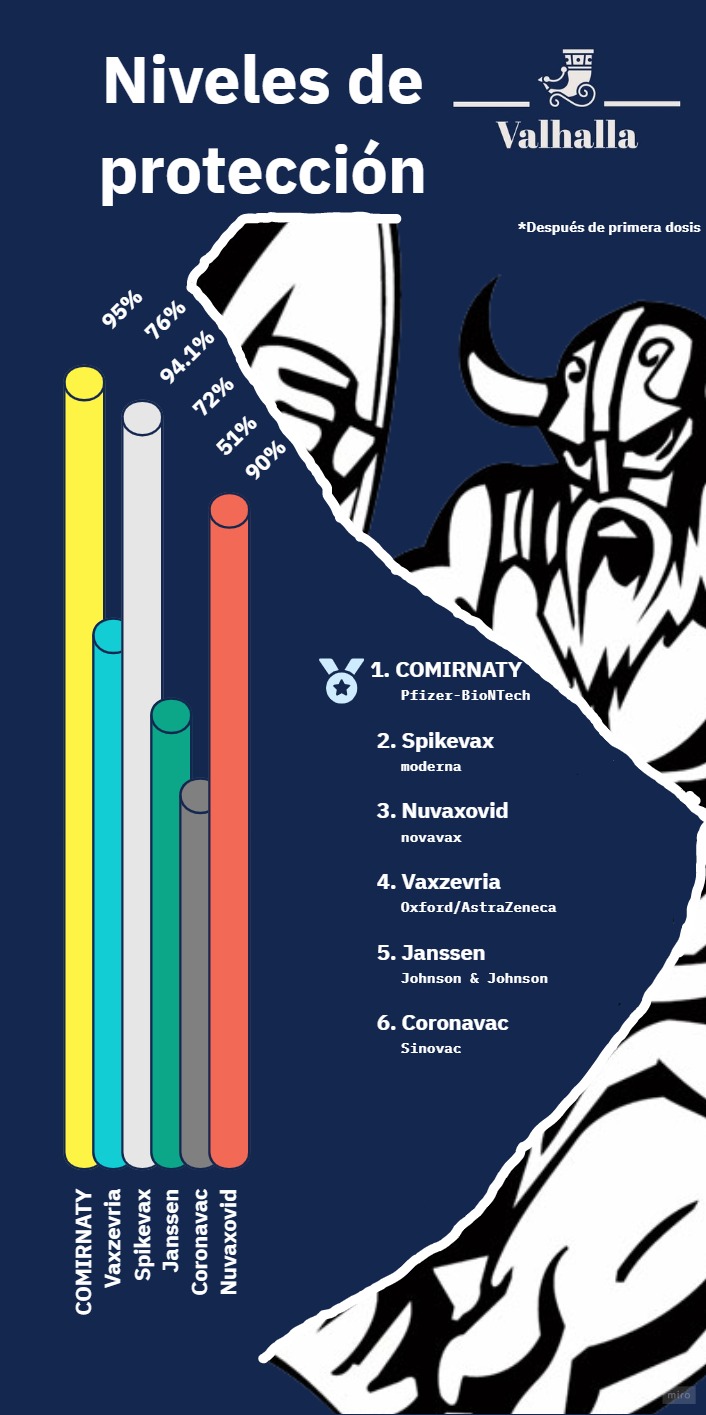 Niveles de
protección
Valhalla
*Después de primera dosis
95%
76%
94.1%
72%
51%
90%
1. COMIRNATY
Pfizer-BioNTech
2. Spikevax
moderna
3. Nuvaxovid
novavax
4. Vaxzevria
Oxford/AstraZeneca
5. Janssen
Johnson & Johnson
6. Coronavac
Sinovac
COMIRNATY
Vaxzevria
Spikevax
Janssen
Coronavac
Nuvaxovid
miro